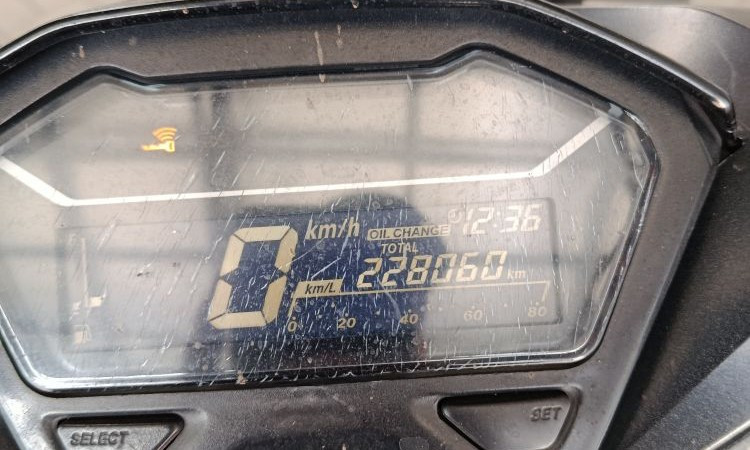 km/h OIL CHANGE 12:36
TOTAL
0 228060 km
km/L
0 20 40 60 80
SELECT SET